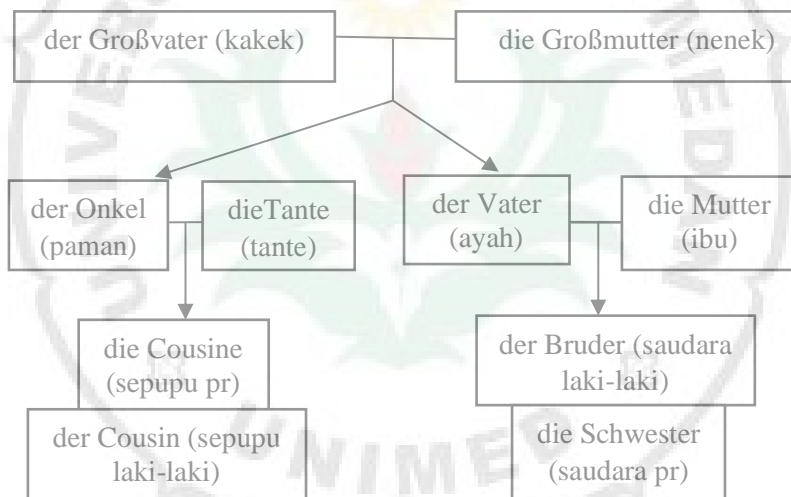 der Großvater (kakek)
die Großmutter (nenek)
der Onkel
(paman)
dieTante
(tante)
der Vater
(ayah)
die Mutter
(ibu)
die Cousine
(sepupu pr)
der Cousin (sepupu
laki-laki)
der Bruder (saudara
laki-laki)
die Schwester
(saudara pr)
UNIMED